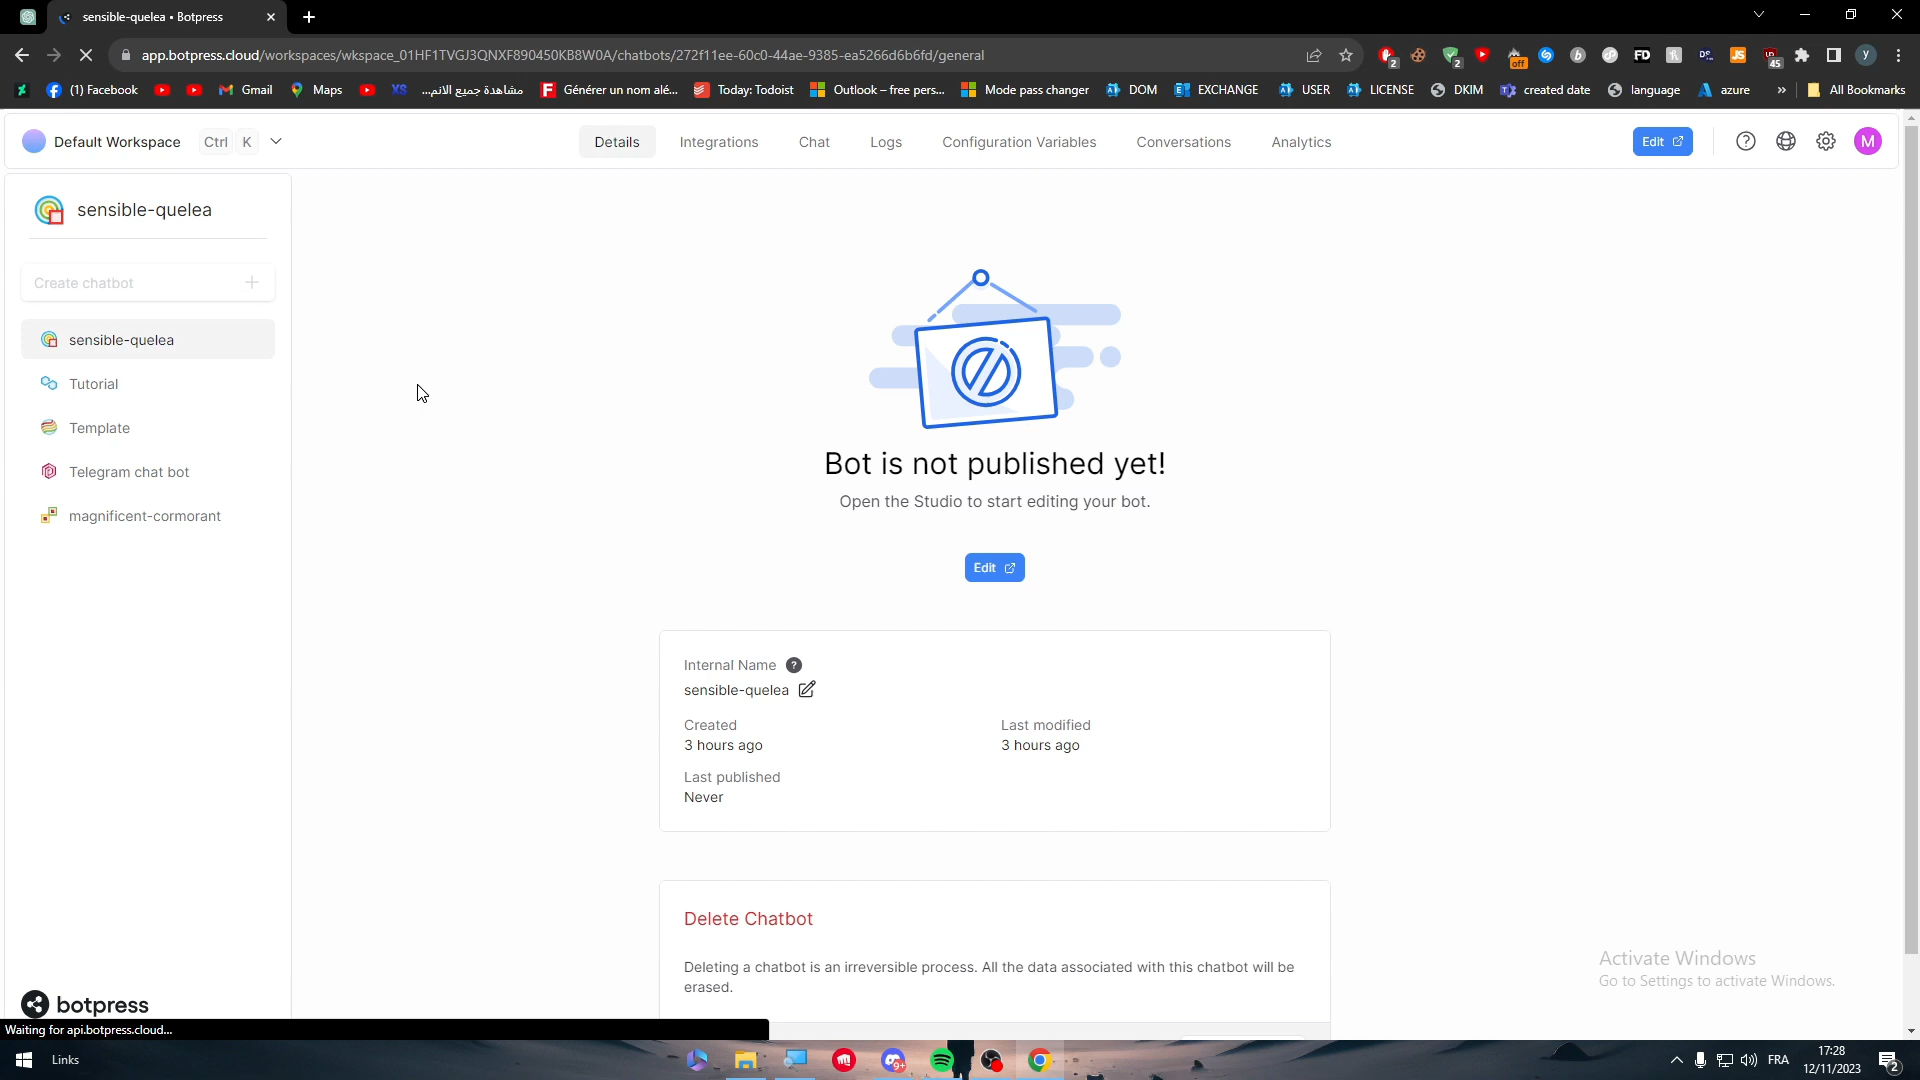 sensible-quelea • Botpress
app.botpress.cloud/workspaces/wkspace_01HF1TVGJ3QNXF890450KB8W0A/chatbots/272f11ee-60c0-44ae-9385-ea5266d6b6fd/general
(1) Facebook
Gmail
Maps
XS
مشاهدة جميع الانم...
Générer un nom alé...
Today: Todoist
Outlook – free pers...
Mode pass changer
DOM
EXCHANGE
USER
LICENSE
DKIM
created date
language
azure
»
All Bookmarks
Default Workspace
Ctrl K
Details
Integrations
Chat
Logs
Configuration Variables
Conversations
Analytics
Edit
M
sensible-quelea
Create chatbot
sensible-quelea
Tutorial
Template
Telegram chat bot
magnificent-cormorant
Bot is not published yet!
Open the Studio to start editing your bot.
Edit
Internal Name
sensible-quelea
Created
3 hours ago
Last modified
3 hours ago
Last published
Never
Delete Chatbot
Deleting a chatbot is an irreversible process. All the data associated with this chatbot will be
erased.
Activate Windows
Go to Settings to activate Windows.
botpress
Waiting for api.botpress.cloud...
Links
FRA
17:28
12/11/2023
2